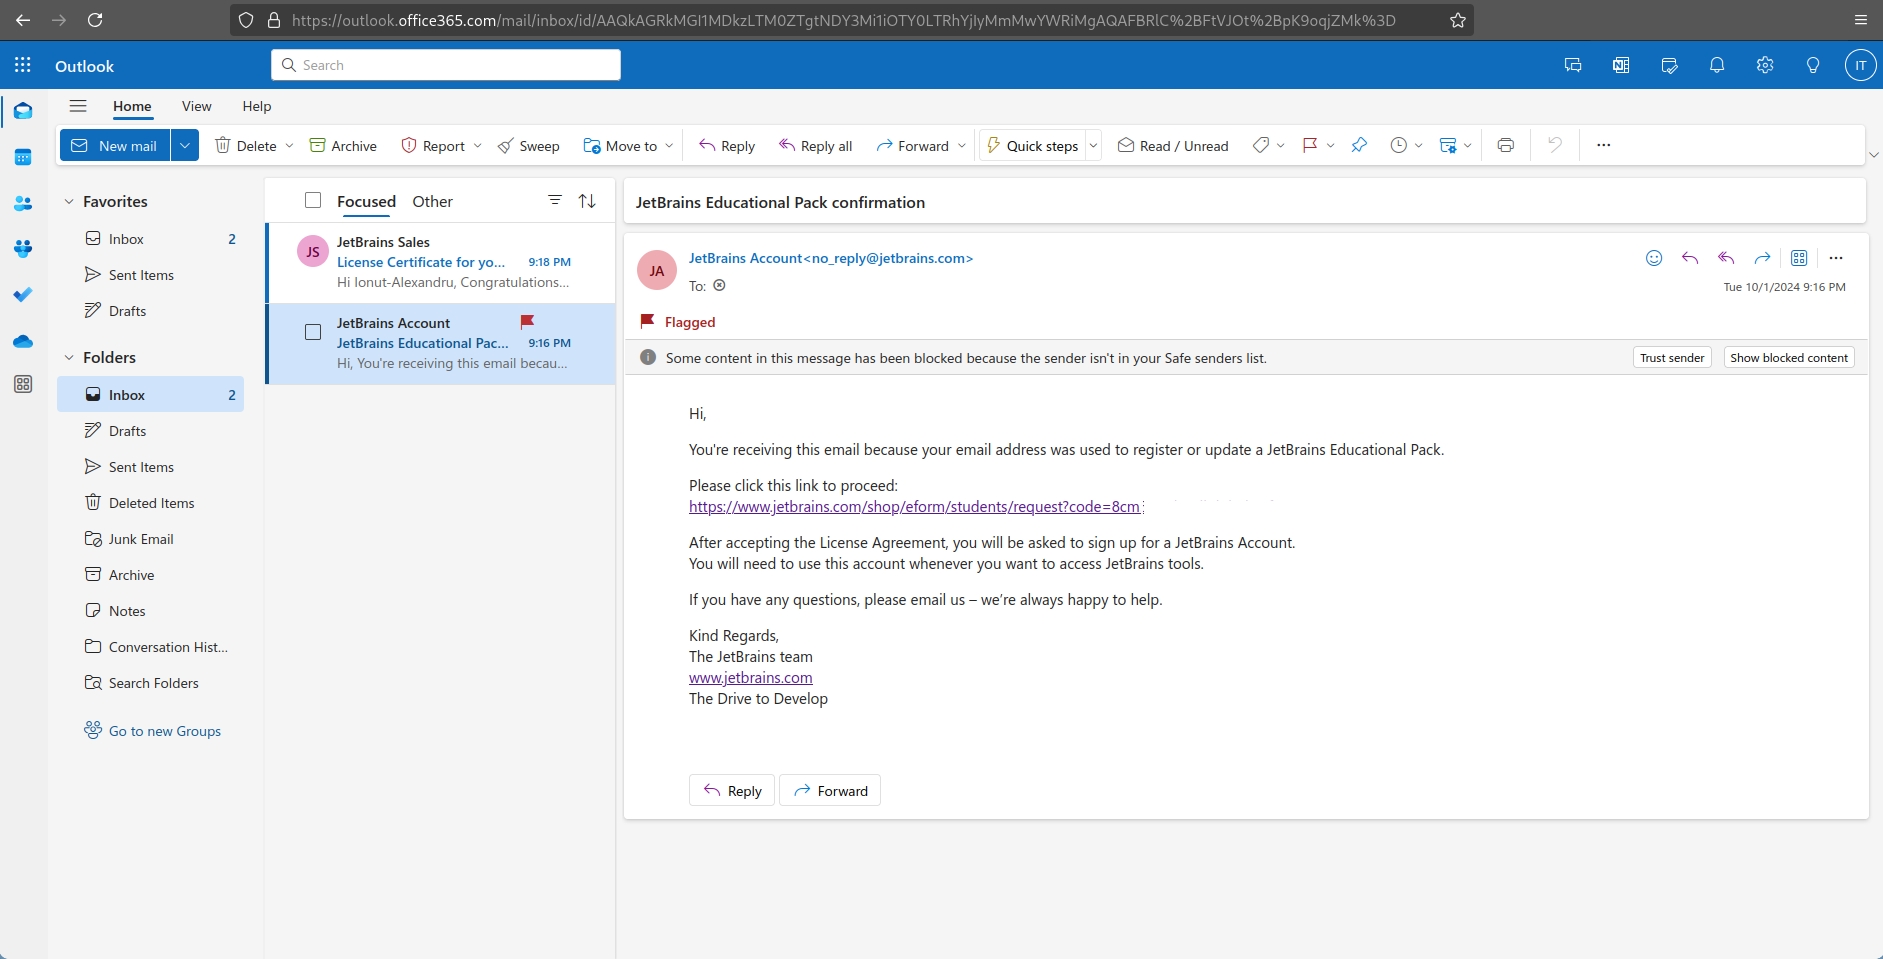 https://outlook.office365.com/mail/inbox/id/AAQkAGRkMGI1MDkzLTM0ZTgtNDY3Mi1iOTY0LTRhYjIyMmMwYWRiMgAQAFBRlC%2BFtVJOt%2BpK9oqjZMk%3D
Outlook
Search
IT
Home View Help
New mail Delete Archive Report Sweep Move to Reply Reply all Forward Quick steps Read / Unread
Favorites
Inbox 2
Sent Items
Drafts
Folders
Inbox 2
Drafts
Sent Items
Deleted Items
Junk Email
Archive
Notes
Conversation Hist...
Search Folders
Go to new Groups
Focused Other
JS
JetBrains Sales
License Certificate for yo... 9:18 PM
Hi Ionut-Alexandru, Congratulations...
JetBrains Account
JetBrains Educational Pac... 9:16 PM
Hi, You're receiving this email becau...
JetBrains Educational Pack confirmation
JA
JetBrains Account<no_reply@jetbrains.com>
To:
Tue 10/1/2024 9:16 PM
Flagged
Some content in this message has been blocked because the sender isn't in your Safe senders list.
Trust sender Show blocked content
Hi,
You're receiving this email because your email address was used to register or update a JetBrains Educational Pack.
Please click this link to proceed:
https://www.jetbrains.com/shop/eform/students/request?code=8cm
After accepting the License Agreement, you will be asked to sign up for a JetBrains Account.
You will need to use this account whenever you want to access JetBrains tools.
If you have any questions, please email us – we’re always happy to help.
Kind Regards,
The JetBrains team
www.jetbrains.com
The Drive to Develop
Reply Forward